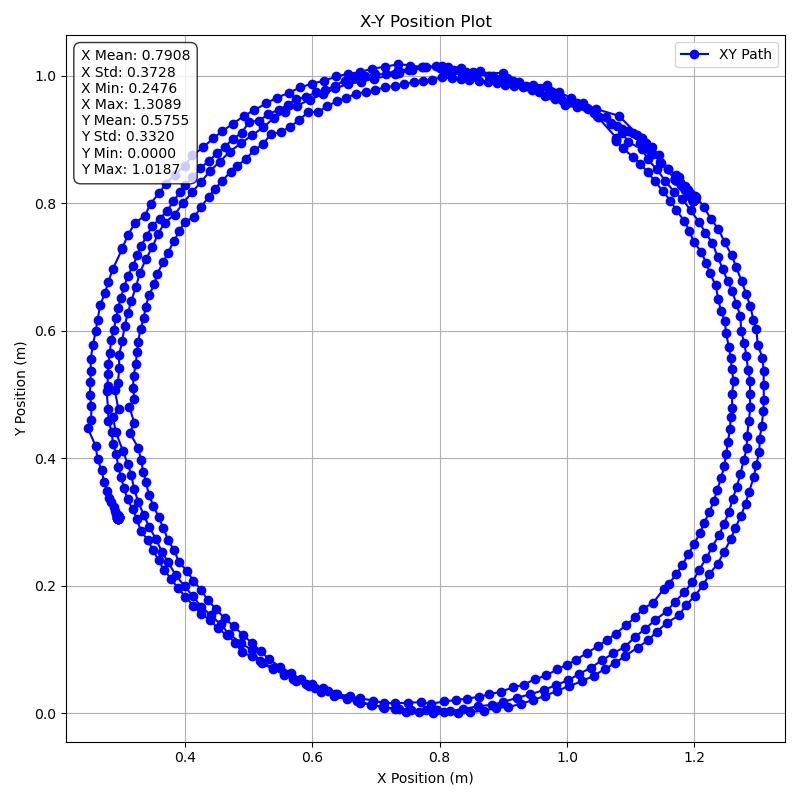 X-Y Position Plot
X Mean: 0.7908
X Std: 0.3728
X Min: 0.2476
X Max: 1.3089
Y Mean: 0.5755
Y Std: 0.3320
Y Min: 0.0000
Y Max: 1.0187
XY Path
1.0
0.8
0.6
0.4
0.2
0.0
Y Position (m)
0.4 0.6 0.8 1.0 1.2
X Position (m)